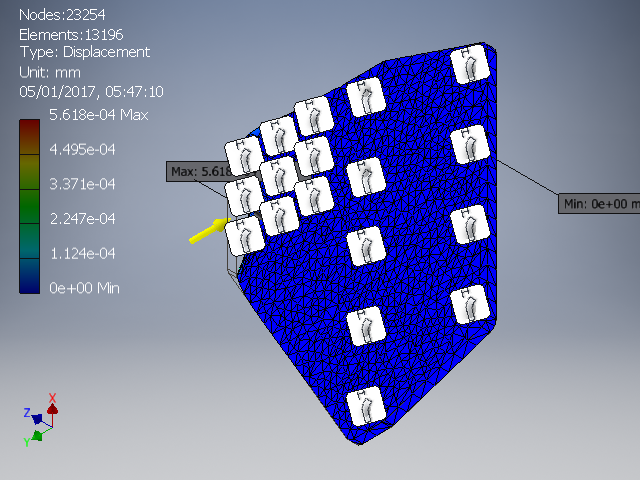 Nodes:23254
Elements:13196
Type: Displacement
Unit: mm
05/01/2017, 05:47:10
5.618e-04 Max
4.495e-04
3.371e-04
2.247e-04
1.124e-04
0e+00 Min
Max: 5.618
Min: 0e+00 m
X
Z
Y